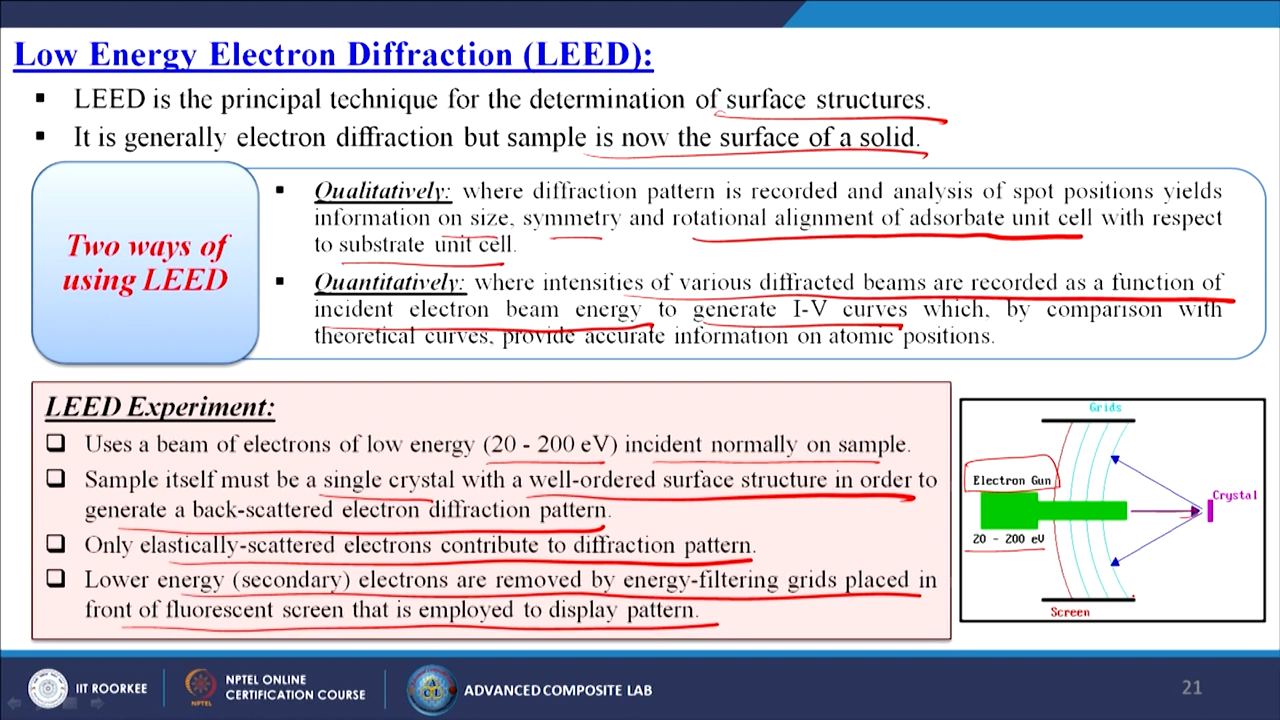 Low Energy Electron Diffraction (LEED):
▪ LEED is the principal technique for the determination of surface structures.
▪ It is generally electron diffraction but sample is now the surface of a solid.
Two ways of
using LEED
▪ Qualitatively: where diffraction pattern is recorded and analysis of spot positions yields
information on size, symmetry and rotational alignment of adsorbate unit cell with respect
to substrate unit cell.
▪ Quantitatively: where intensities of various diffracted beams are recorded as a function of
incident electron beam energy to generate I-V curves which, by comparison with
theoretical curves, provide accurate information on atomic positions.
LEED Experiment:
❑ Uses a beam of electrons of low energy (20 - 200 eV) incident normally on sample.
❑ Sample itself must be a single crystal with a well-ordered surface structure in order to
generate a back-scattered electron diffraction pattern.
❑ Only elastically-scattered electrons contribute to diffraction pattern.
❑ Lower energy (secondary) electrons are removed by energy-filtering grids placed in
front of fluorescent screen that is employed to display pattern.
Grids
Electron Gun
Crystal
20 - 200 eV
Screen
IIT ROORKEE
NPTEL ONLINE
CERTIFICATION COURSE
NPTEL
ADVANCED COMPOSITE LAB
21